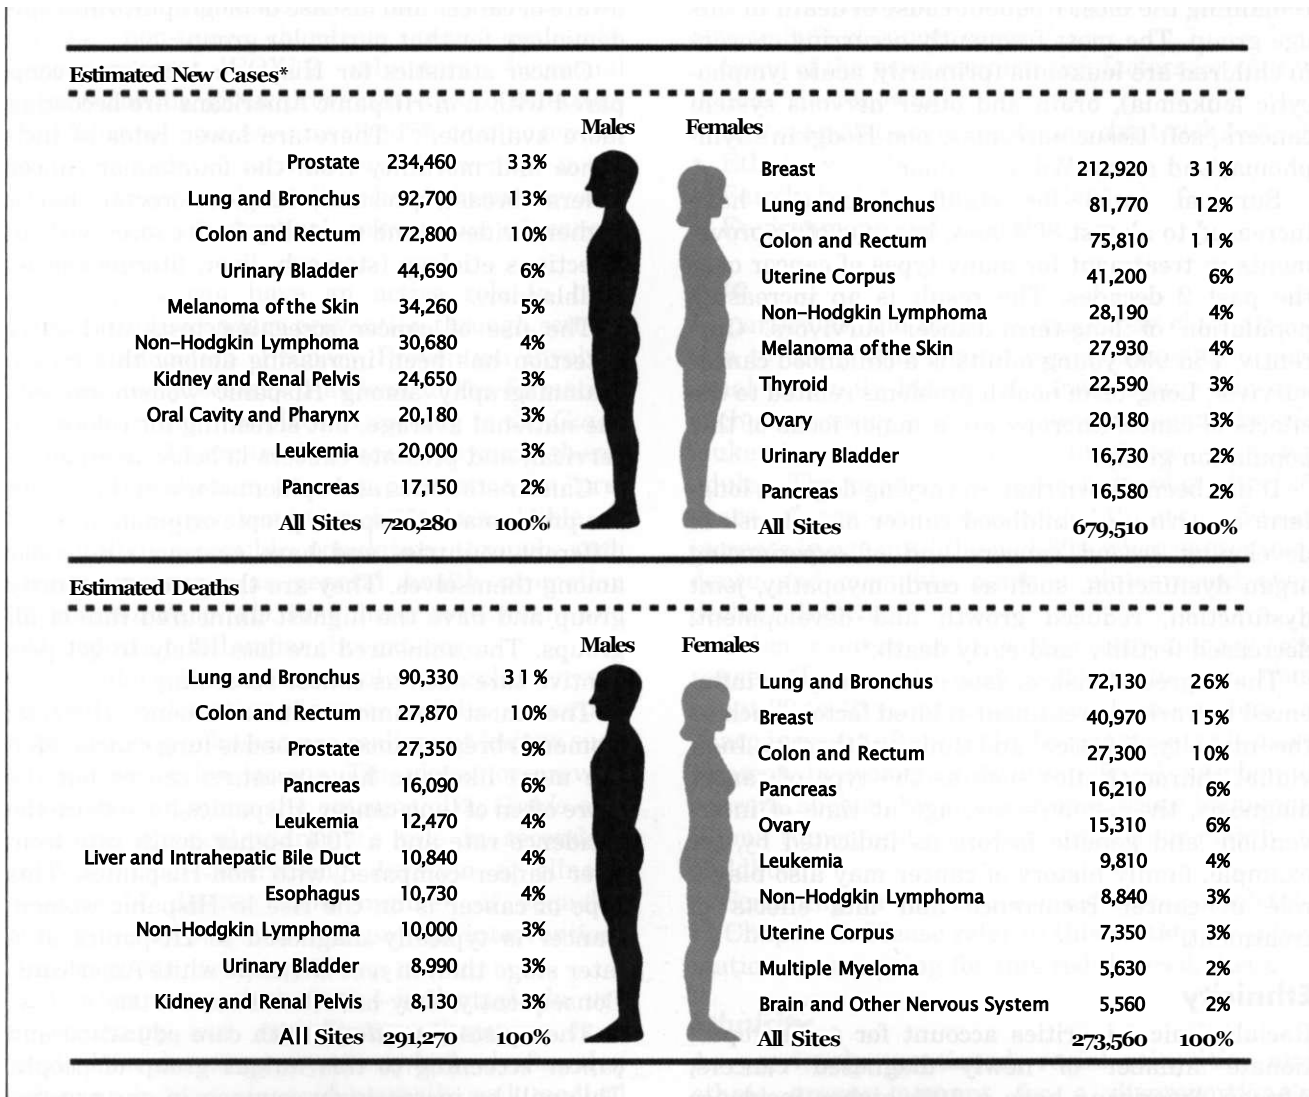 Estimated New Cases*
Males Females
Prostate 234,460 33%
Lung and Bronchus 92,700 13%
Colon and Rectum 72,800 10%
Urinary Bladder 44,690 6%
Melanoma of the Skin 34,260 5%
Non-Hodgkin Lymphoma 30,680 4%
Kidney and Renal Pelvis 24,650 3%
Oral Cavity and Pharynx 20,180 3%
Leukemia 20,000 3%
Pancreas 17,150 2%
All Sites 720,280 100%
Breast 212,920 31%
Lung and Bronchus 81,770 12%
Colon and Rectum 75,810 11%
Uterine Corpus 41,200 6%
Non-Hodgkin Lymphoma 28,190 4%
Melanoma of the Skin 27,930 4%
Thyroid 22,590 3%
Ovary 20,180 3%
Urinary Bladder 16,730 2%
Pancreas 16,580 2%
All Sites 679,510 100%
Estimated Deaths
Males Females
Lung and Bronchus 90,330 31%
Colon and Rectum 27,870 10%
Prostate 27,350 9%
Pancreas 16,090 6%
Leukemia 12,470 4%
Liver and Intrahepatic Bile Duct 10,840 4%
Esophagus 10,730 4%
Non-Hodgkin Lymphoma 10,000 3%
Urinary Bladder 8,990 3%
Kidney and Renal Pelvis 8,130 3%
All Sites 291,270 100%
Lung and Bronchus 72,130 26%
Breast 40,970 15%
Colon and Rectum 27,300 10%
Pancreas 16,210 6%
Ovary 15,310 6%
Leukemia 9,810 4%
Non-Hodgkin Lymphoma 8,840 3%
Uterine Corpus 7,350 3%
Multiple Myeloma 5,630 2%
Brain and Other Nervous System 5,560 2%
All Sites 273,560 100%